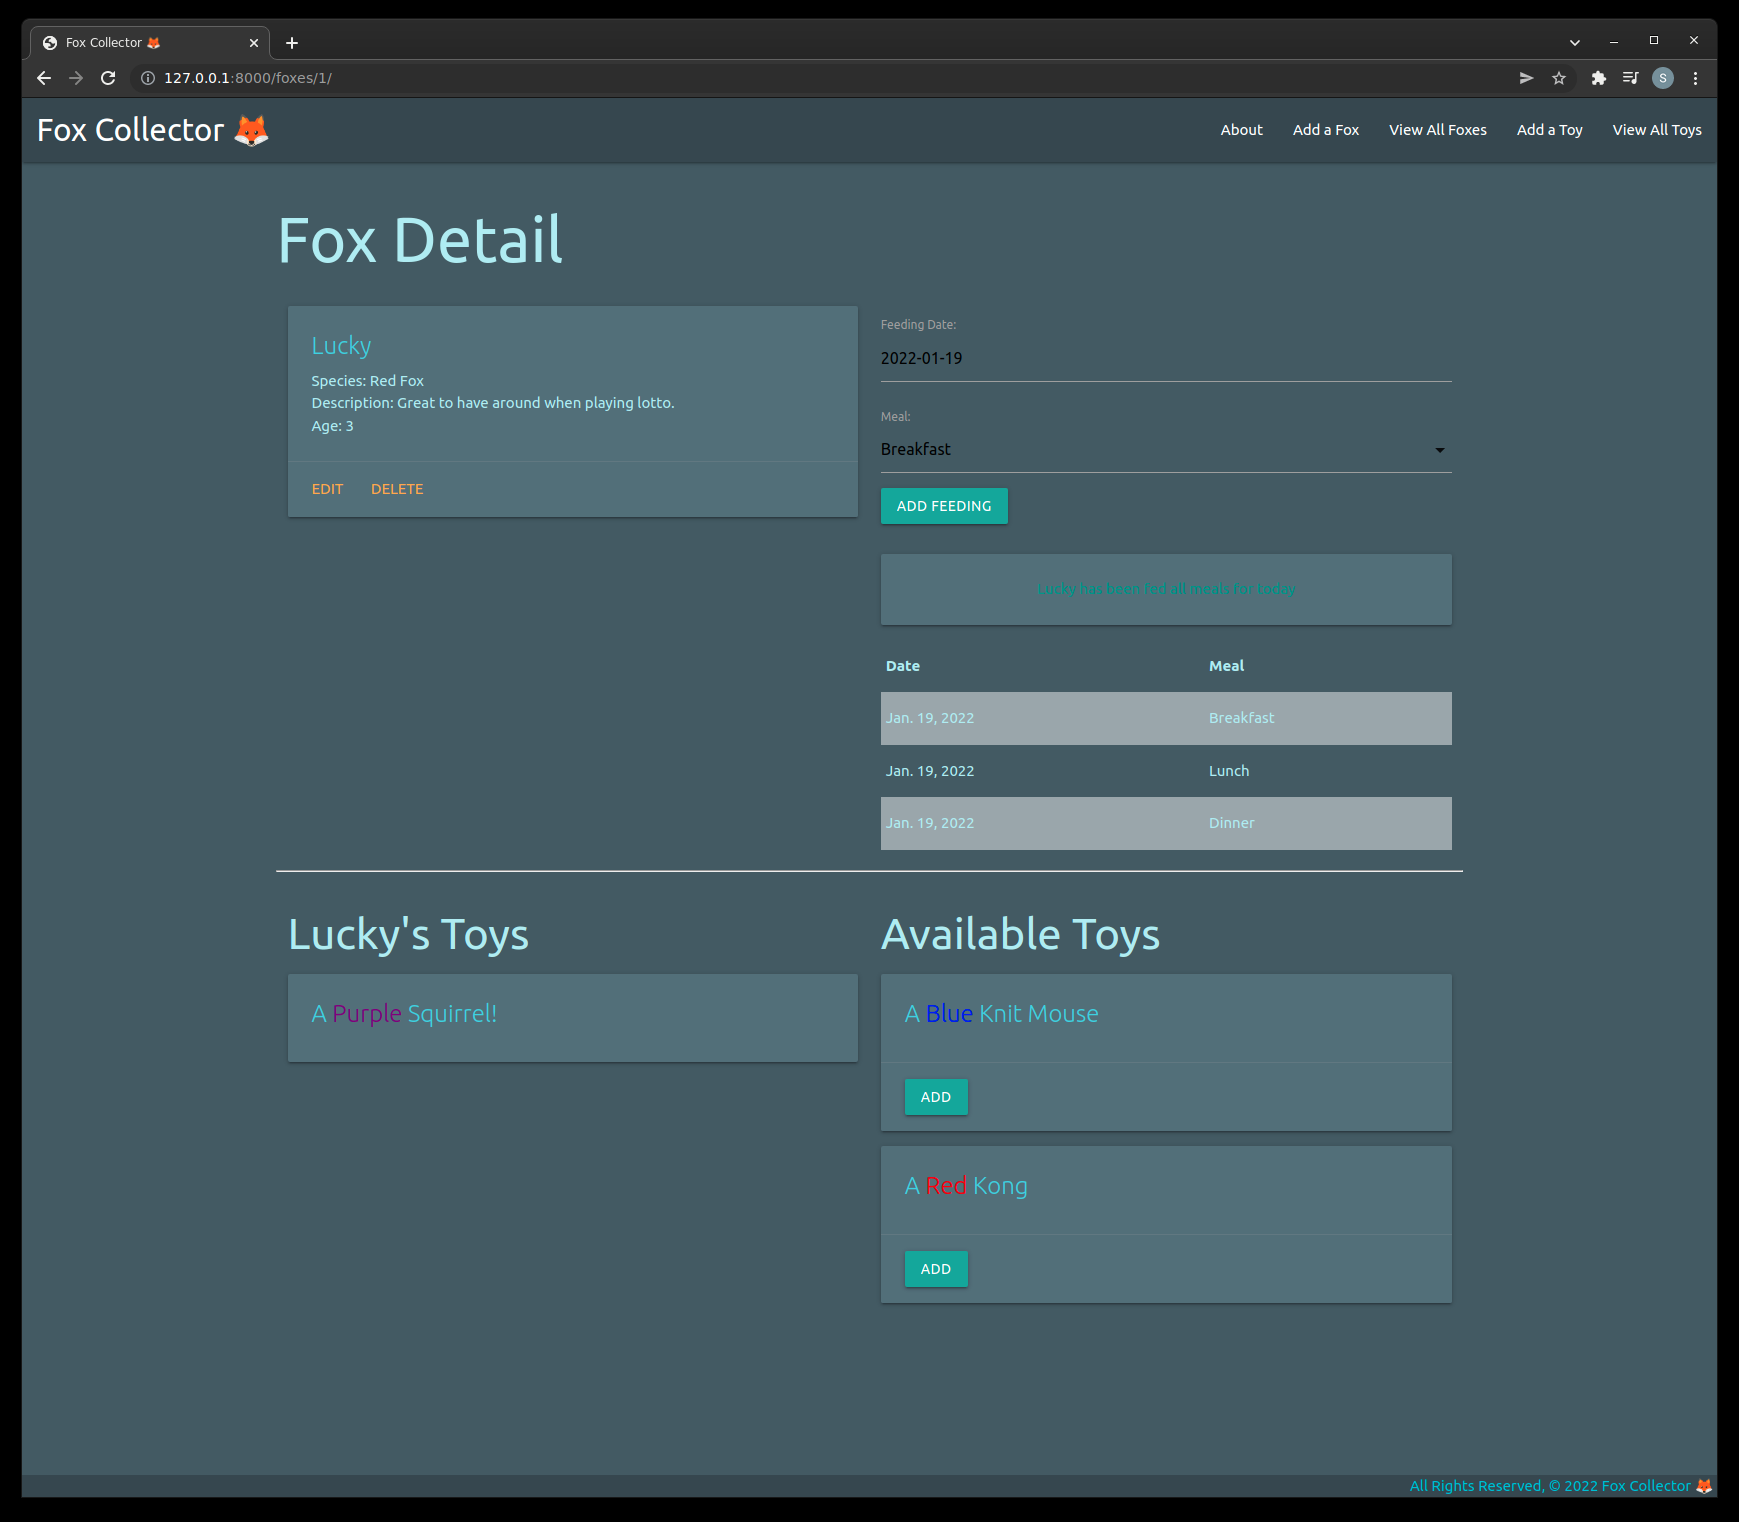 Fox Collector 🦊
127.0.0.1:8000/foxes/1/
S
Fox Collector 🦊
About Add a Fox View All Foxes Add a Toy View All Toys
Fox Detail
Lucky
Species: Red Fox
Description: Great to have around when playing lotto.
Age: 3
EDIT DELETE
Feeding Date:
2022-01-19
Meal:
Breakfast
ADD FEEDING
Lucky has been fed all meals for today
Date Meal
Jan. 19, 2022 Breakfast
Jan. 19, 2022 Lunch
Jan. 19, 2022 Dinner
Lucky's Toys
A Purple Squirrel!
Available Toys
A Blue Knit Mouse
ADD
A Red Kong
ADD
All Rights Reserved, © 2022 Fox Collector 🦊